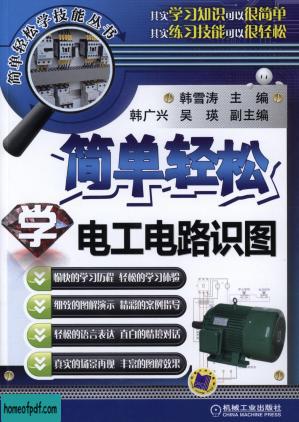 其实学习知识可以很简单
其实练习技能可以很轻松
简单轻松学技能丛书
韩雪涛 主编
韩广兴 吴瑛 副主编
简单轻松
学 电工电路识图
愉快的学习历程 轻松的学习体验
细致的图解演示 精彩的案例指导
轻松的语言表达 直白的情境对话
真实的场景再现 丰富的图解效果
机械工业出版社
CHINA MACHINE PRESS
homeofpdf.com
homeofpdf.com